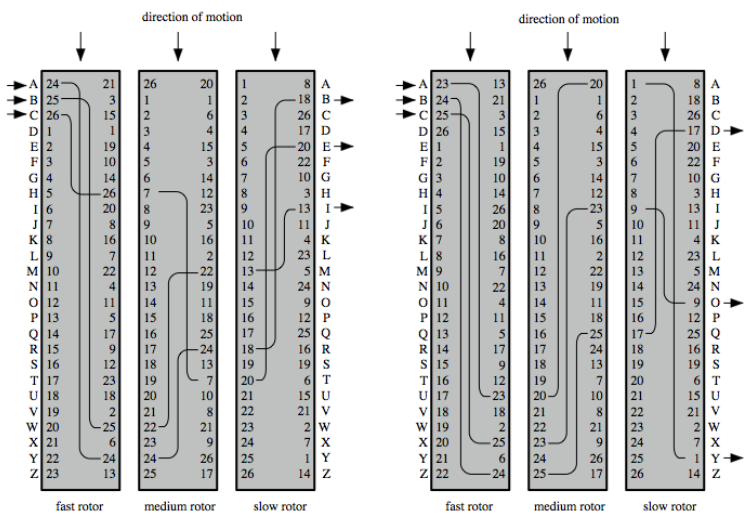 direction of motion direction of motion
A 24 21 26 20 1 8 A A 23 13 26 20 1 8 A
B 25 3 1 1 2 18 B B 24 21 1 1 2 18 B
C 26 15 2 6 3 26 C C 25 3 2 6 3 26 C
D 1 1 3 4 4 17 D D 26 15 3 4 4 17 D
E 2 19 4 15 5 20 E E 1 1 4 15 5 20 E
F 3 10 5 3 6 22 F F 2 19 5 3 6 22 F
G 4 14 6 14 7 10 G G 3 10 6 14 7 10 G
H 5 26 7 12 8 3 H H 4 14 7 12 8 3 H
I 6 20 8 23 9 13 I I 5 26 8 23 9 13 I
J 7 8 9 5 10 11 J J 6 20 9 5 10 11 J
K 8 16 10 16 11 4 K K 7 8 10 16 11 4 K
L 9 7 11 2 12 23 L L 8 16 11 2 12 23 L
M 10 22 12 22 13 5 M M 9 7 12 22 13 5 M
N 11 4 13 19 14 24 N N 10 22 13 19 14 24 N
O 12 11 14 11 15 9 O O 11 4 14 11 15 9 O
P 13 5 15 18 16 12 P P 12 11 15 18 16 12 P
Q 14 17 16 25 17 25 Q Q 13 5 16 25 17 25 Q
R 15 9 17 24 18 16 R R 14 17 17 24 18 16 R
S 16 12 18 13 19 19 S S 15 9 18 13 19 19 S
T 17 23 19 7 20 6 T T 16 12 19 7 20 6 T
U 18 18 20 10 21 15 U U 17 23 20 10 21 15 U
V 19 2 21 8 22 21 V V 18 18 21 8 22 21 V
W 20 25 22 21 23 2 W W 19 2 22 21 23 2 W
X 21 6 23 9 24 7 X X 20 25 23 9 24 7 X
Y 22 24 24 26 25 1 Y Y 21 6 24 26 25 1 Y
Z 23 13 25 17 26 14 Z Z 22 24 25 17 26 14 Z
fast rotor medium rotor slow rotor fast rotor medium rotor slow rotor